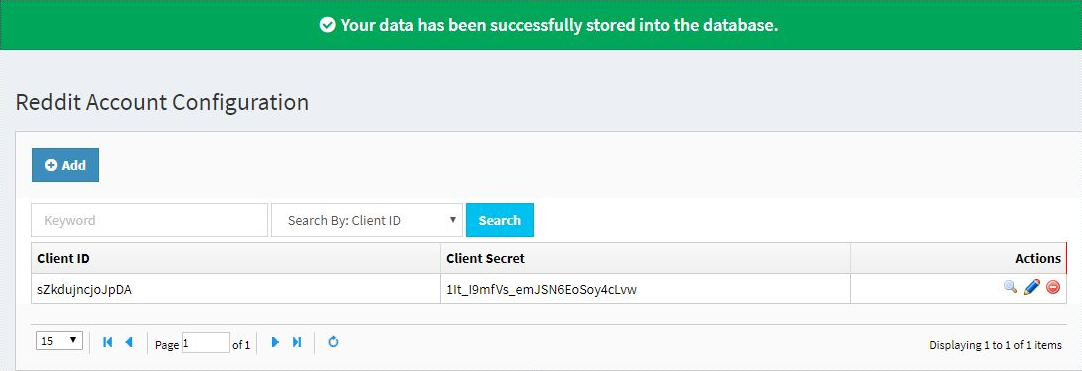 Your data has been successfully stored into the database.
Reddit Account Configuration
Add
Keyword Search By: Client ID Search
Client ID Client Secret Actions
sZkdujncjoJpDA 1It_I9mfVs_emJSN6EoSoy4cLvw
15 Page 1 of 1 Displaying 1 to 1 of 1 items